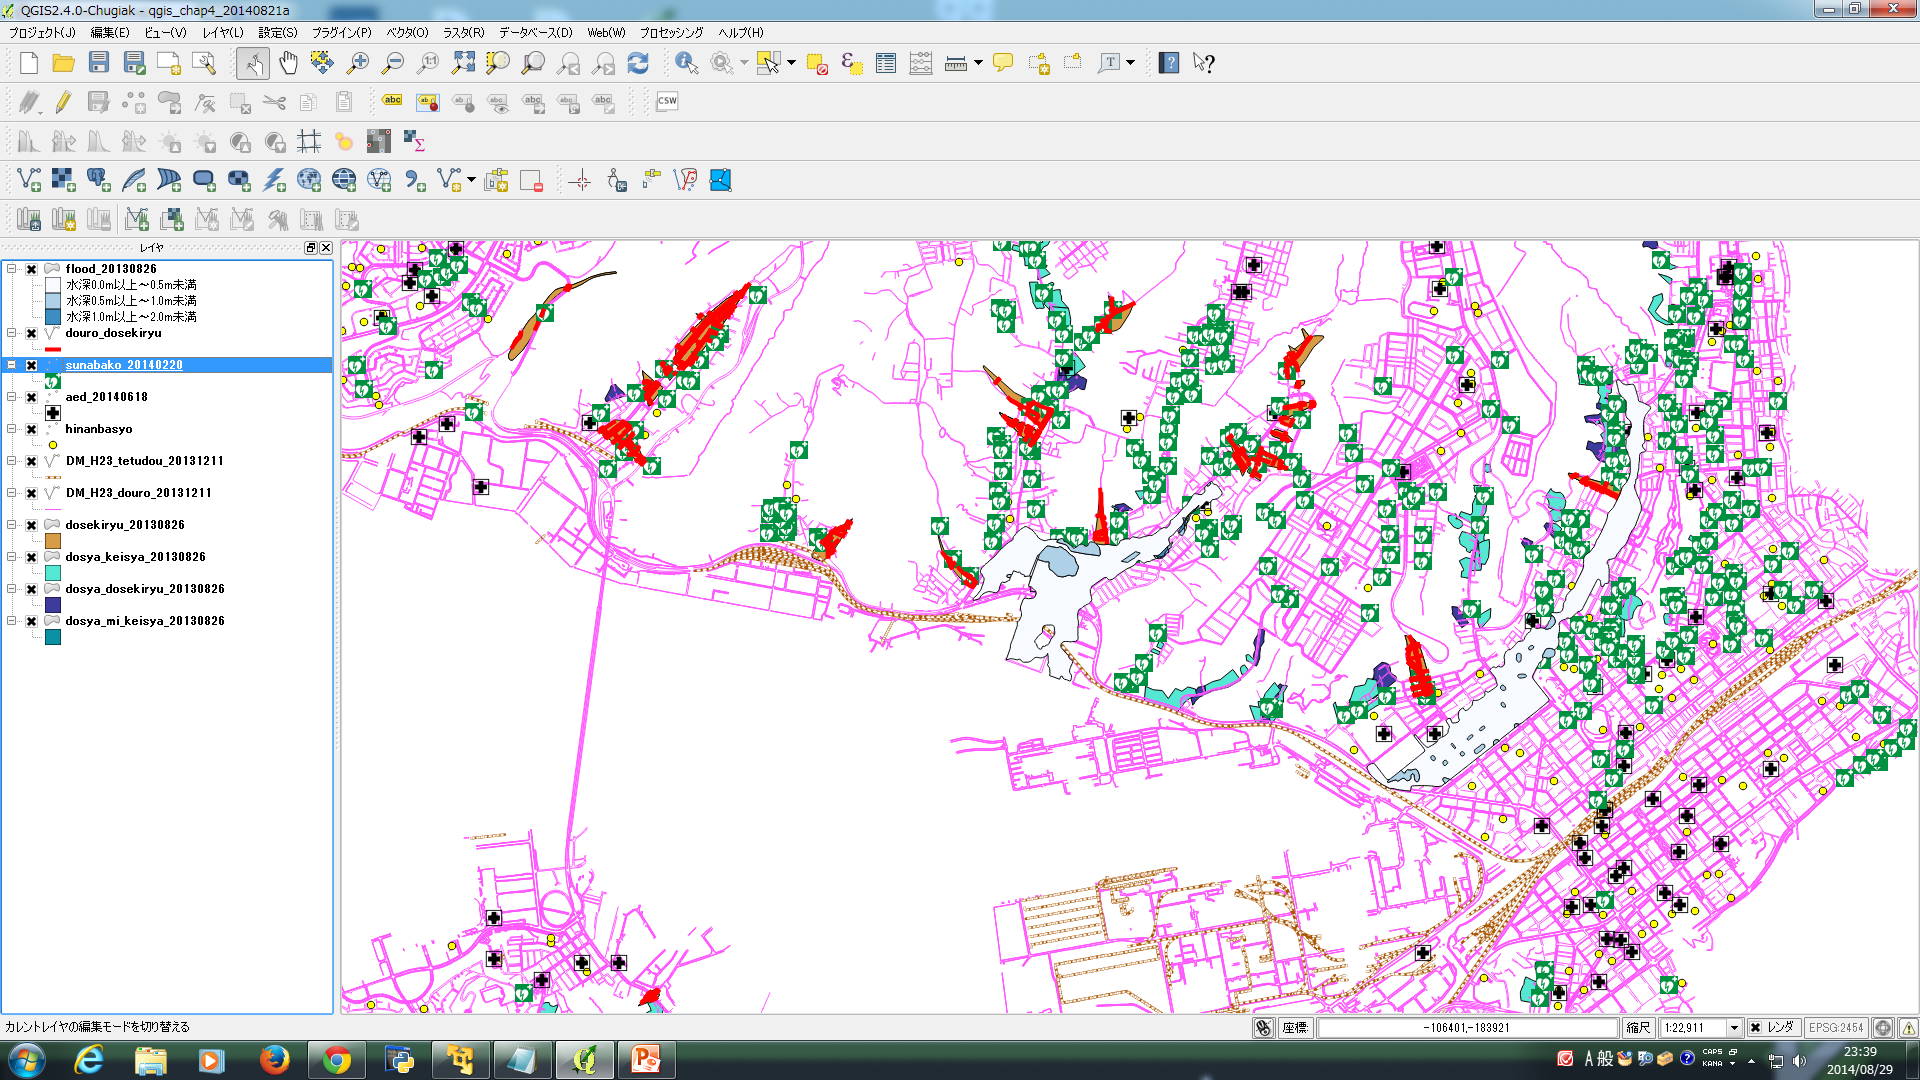 QGIS2.4.0-Chugiak - qgis_chap4_20140821a
プロジェクト(J) 編集(E) ビュー(V) レイヤ(L) 設定(S) プラグイン(P) ベクタ(O) ラスタ(R) データベース(D) Web(W) プロセッシング ヘルプ(H)
1:1 T ? ?
abc ab abc abc CSW
レイヤ
flood_20130826
水深0.0m以上～0.5m未満
水深0.5m以上～1.0m未満
水深1.0m以上～2.0m未満
douro_dosekiryu
sunabako_20140220
aed_20140618
hinanbasyo
DM_H23_tetudou_20131211
DM_H23_douro_20131211
dosekiryu_20130826
dosya_keisya_20130826
dosya_dosekiryu_20130826
dosya_mi_keisya_20130826
カレントレイヤの編集モードを切り替える
座標: -106401,-183921 縮尺 1:22,911 レンダ EPSG:2454
A 般 CAPS KANA
23:39
2014/08/29